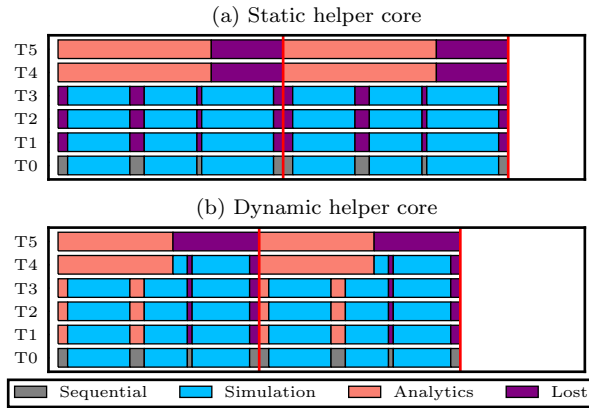 (a) Static helper core
T5
T4
T3
T2
T1
T0
(b) Dynamic helper core
T5
T4
T3
T2
T1
T0
Sequential Simulation Analytics Lost